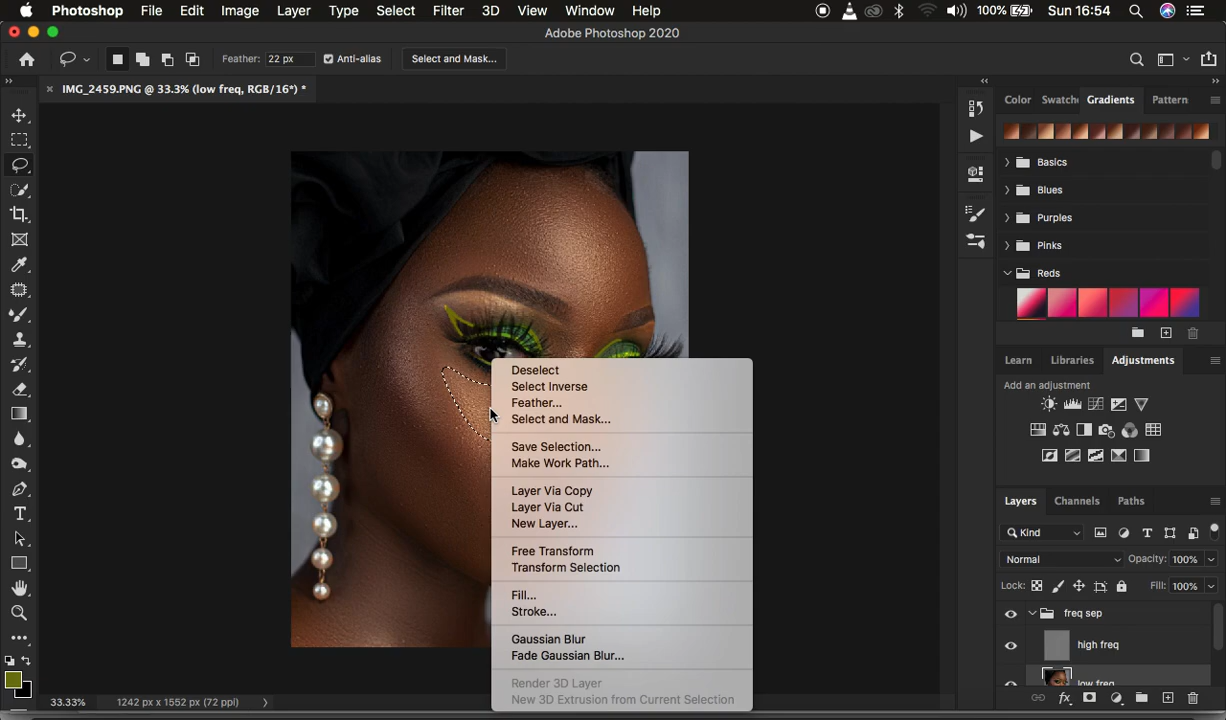 Photoshop File Edit Image Layer Type Select Filter 3D View Window Help 100% Sun 16:54
Adobe Photoshop 2020
Feather: 22 px Anti-alias Select and Mask...
IMG_2459.PNG @ 33.3% (low freq, RGB/16*) *
Color Swatche Gradients Pattern
Basics
Blues
Purples
Pinks
Reds
Learn Libraries Adjustments
Add an adjustment
Layers Channels Paths
Kind
Normal Opacity: 100%
Lock: Fill: 100%
freq sep
high freq
low freq
Deselect
Select Inverse
Feather...
Select and Mask...
Save Selection...
Make Work Path...
Layer Via Copy
Layer Via Cut
New Layer...
Free Transform
Transform Selection
Fill...
Stroke...
Gaussian Blur
Fade Gaussian Blur...
Render 3D Layer
New 3D Extrusion from Current Selection
33.33% 1242 px x 1552 px (72 ppi)